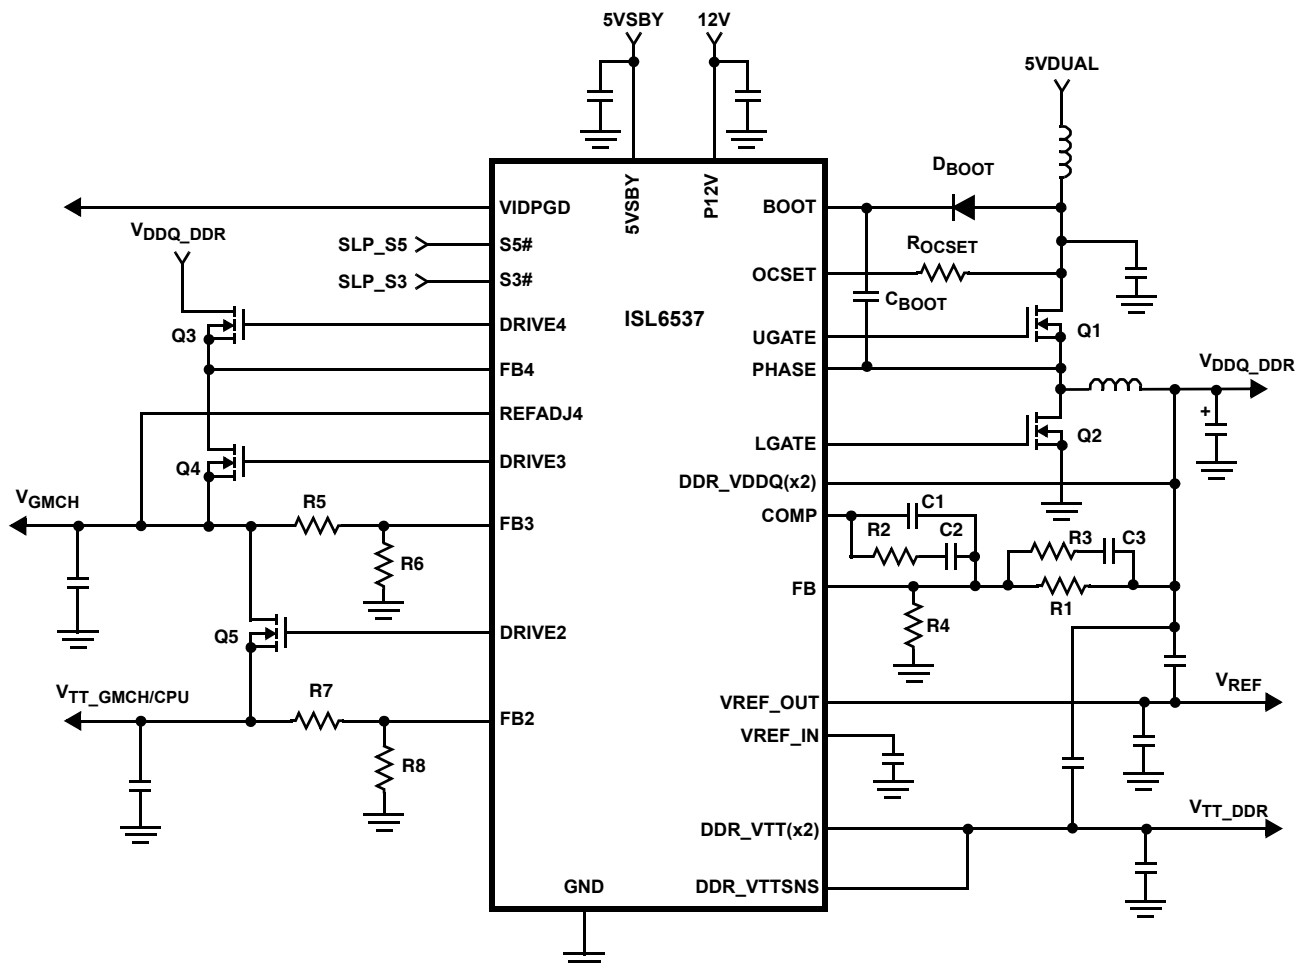 5VSBY
12V
5VDUAL
5VSBY
P12V
DBOOT
VIDPGD
BOOT
VDDQ_DDR
SLP_S5
S5#
ROCSET
SLP_S3
S3#
OCSET
CBOOT
ISL6537
Q3
DRIVE4
UGATE
Q1
FB4
PHASE
VDDQ_DDR
REFADJ4
+
Q4
DRIVE3
LGATE
Q2
DDR_VDDQ(x2)
VGMCH
R5
FB3
COMP
C1
R2
C2
R3
C3
R6
FB
R1
R4
Q5
DRIVE2
VTT_GMCH/CPU
R7
FB2
VREF_OUT
VREF
VREF_IN
R8
DDR_VTT(x2)
VTT_DDR
GND
DDR_VTTSNS